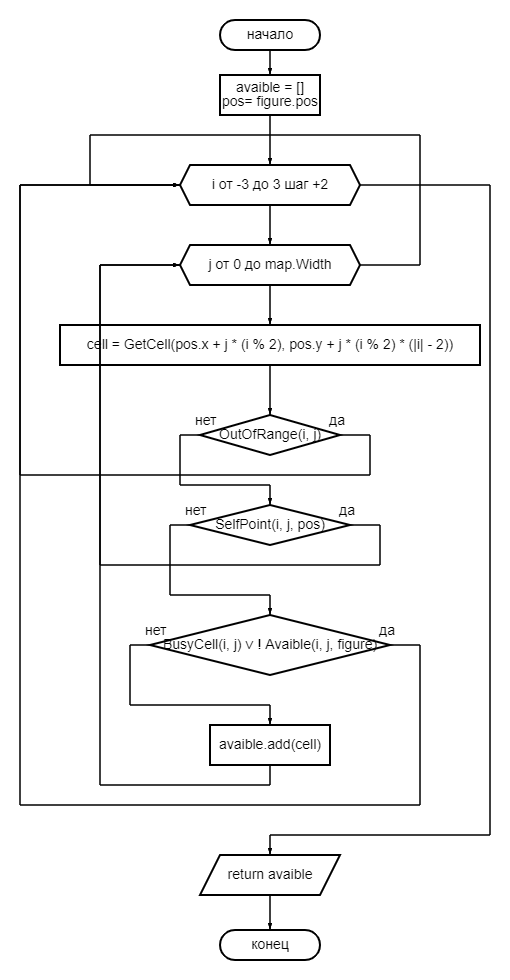 начало
avaible = []
pos= figure.pos
i от -3 до 3 шаг +2
j от 0 до map.Width
cell = GetCell(pos.x + j * (i % 2), pos.y + j * (i % 2) * (|i| - 2))
нет
да
OutOfRange(i, j)
нет
да
SelfPoint(i, j, pos)
нет
да
BusyCell(i, j) ∨ ! Avaible(i, j, figure)
avaible.add(cell)
return avaible
конец